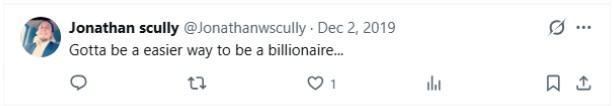 Jonathan scully @Jonathanwscully · Dec 2, 2019
Gotta be a easier way to be a billionaire...
1